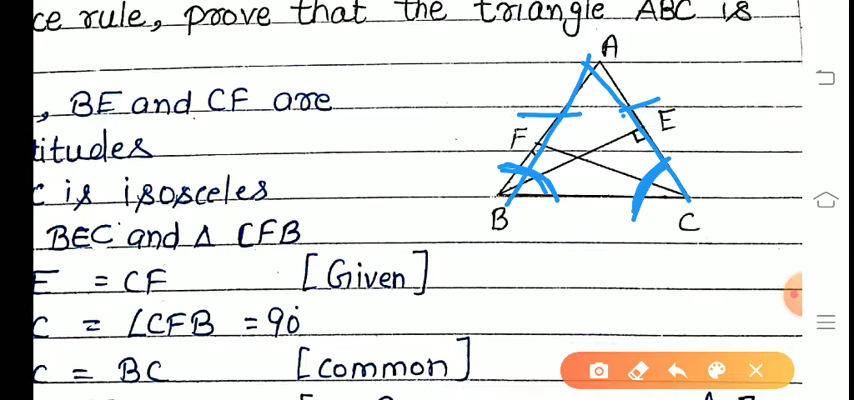 ce rule, prove that the triangle ABC is
A
, BE and CF are
E
F
titudes
C is isosceles
B
C
BEC and Δ CFB
E = CF [Given]
C = ∠CFB = 90°
C = BC [common]